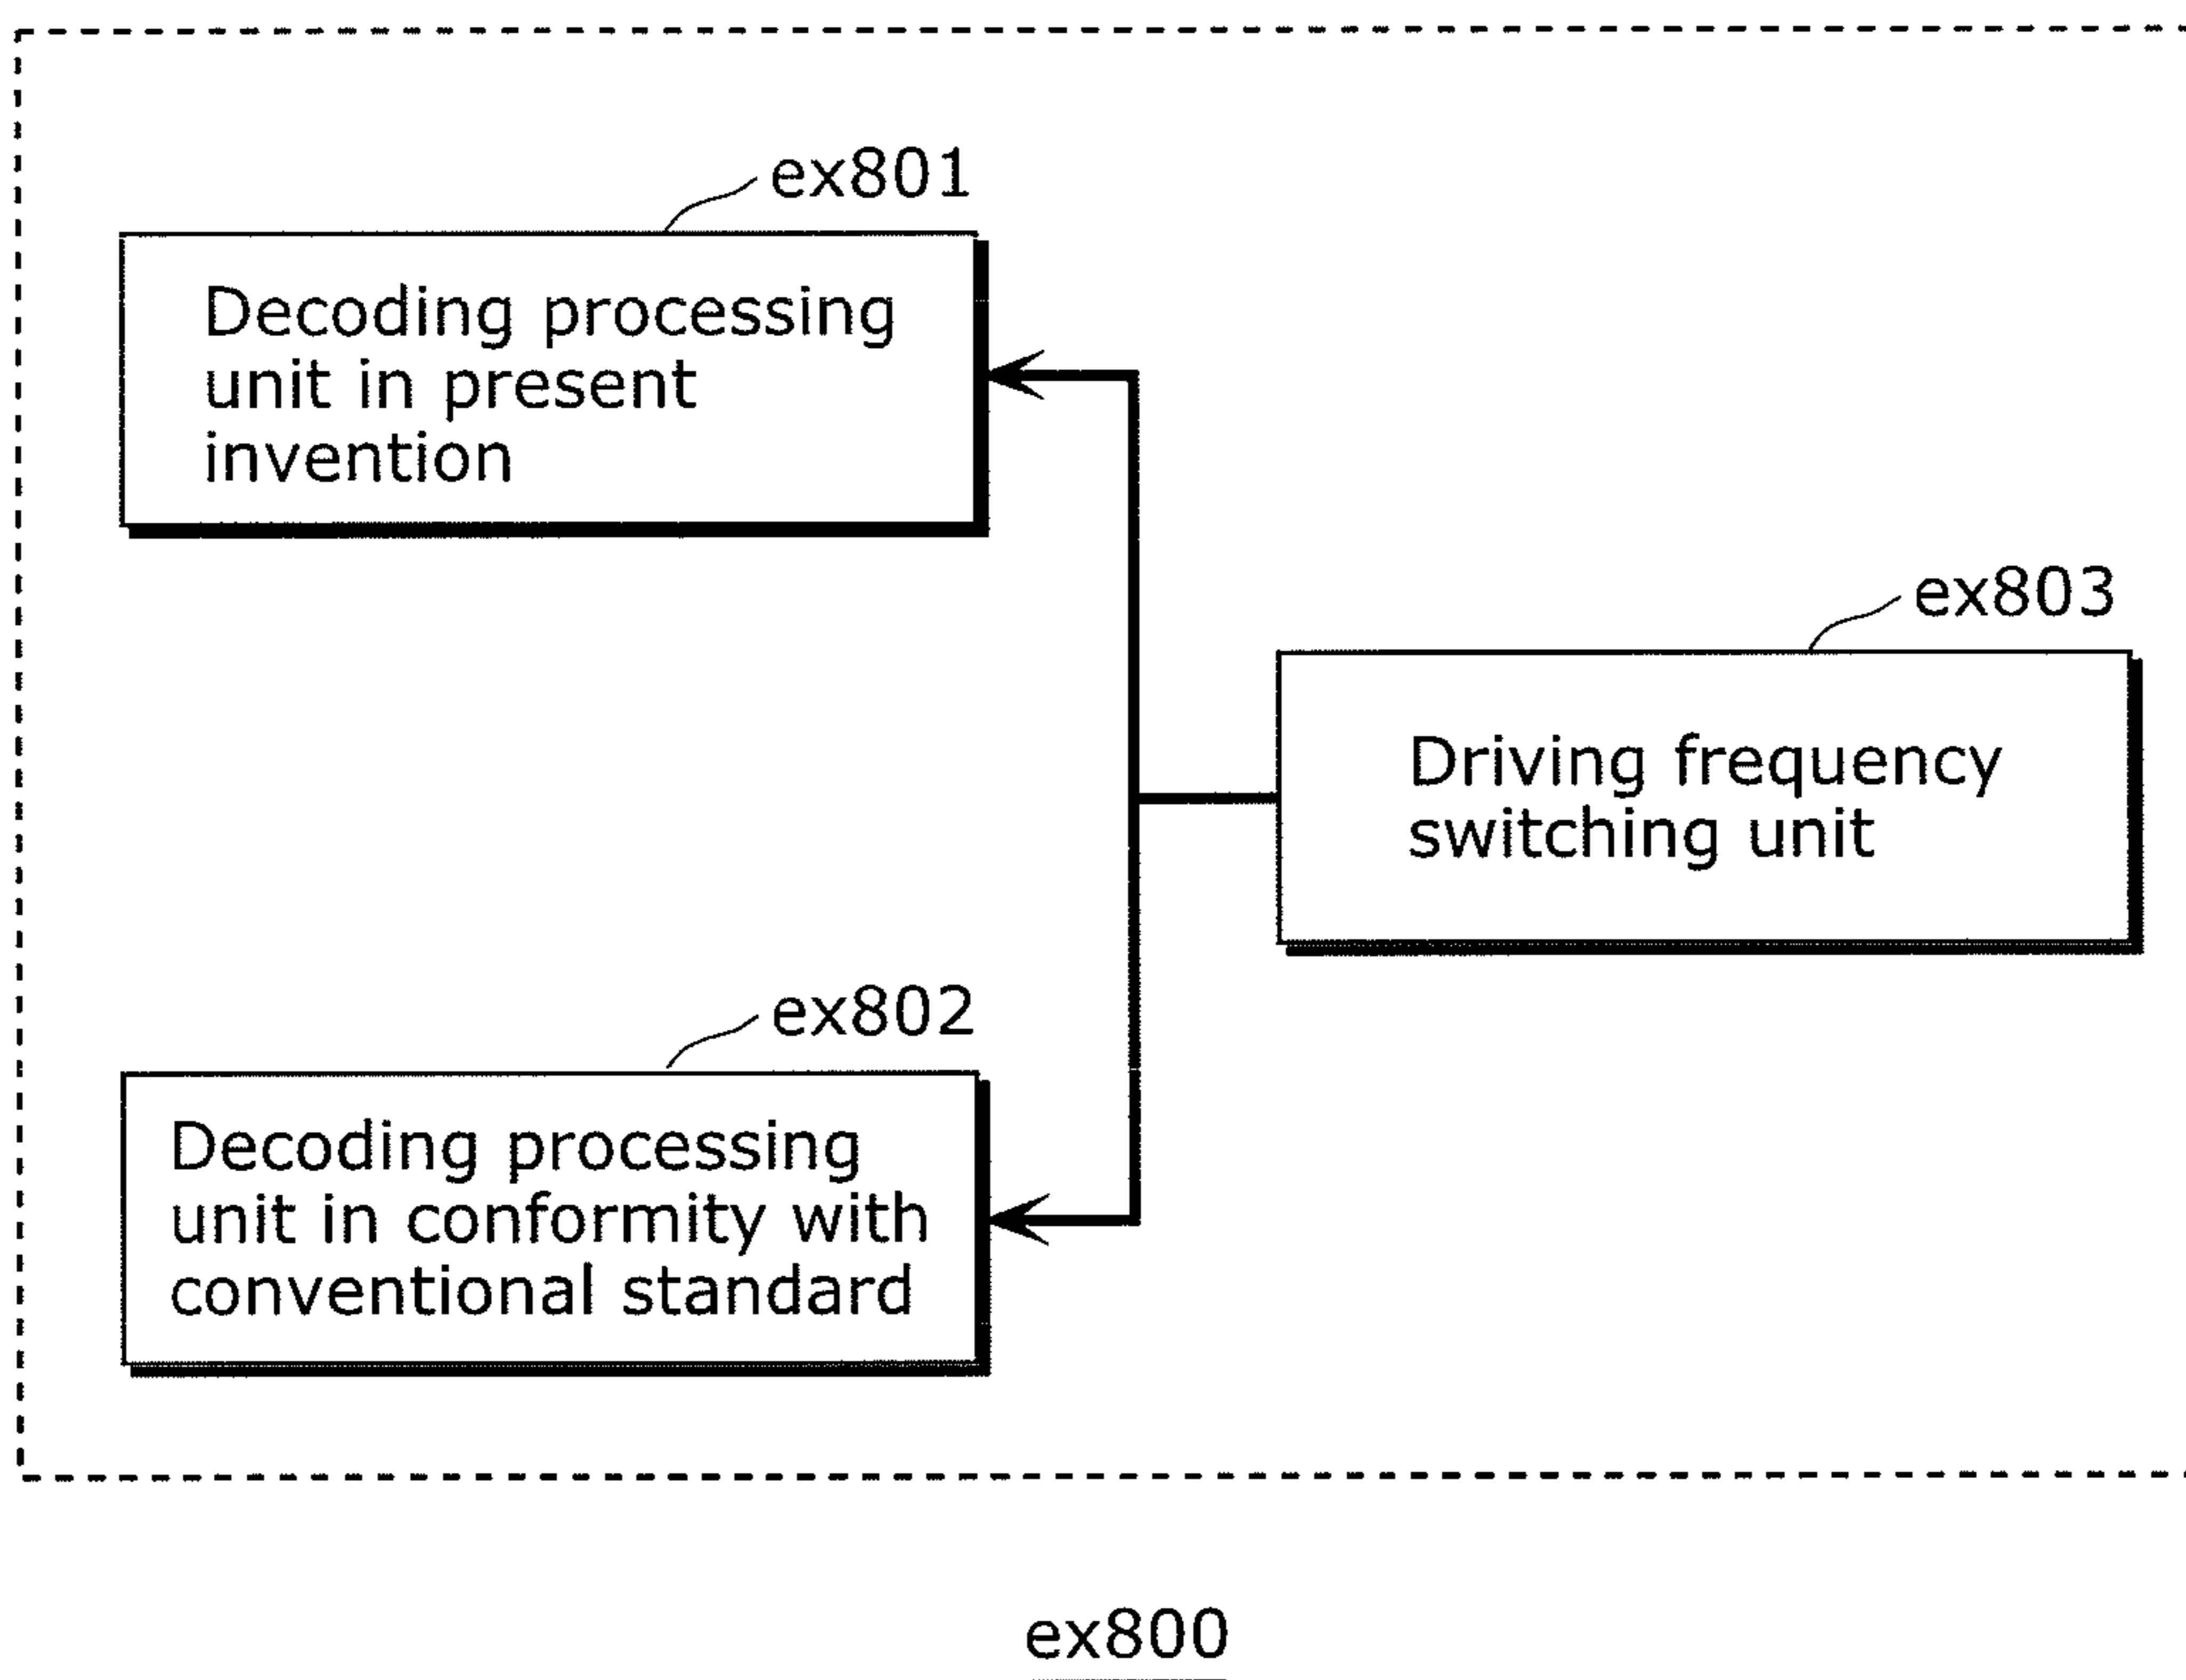 ex801
Decoding processing
unit in present
invention
ex803
Driving frequency
switching unit
ex802
Decoding processing
unit in conformity with
conventional standard
ex800